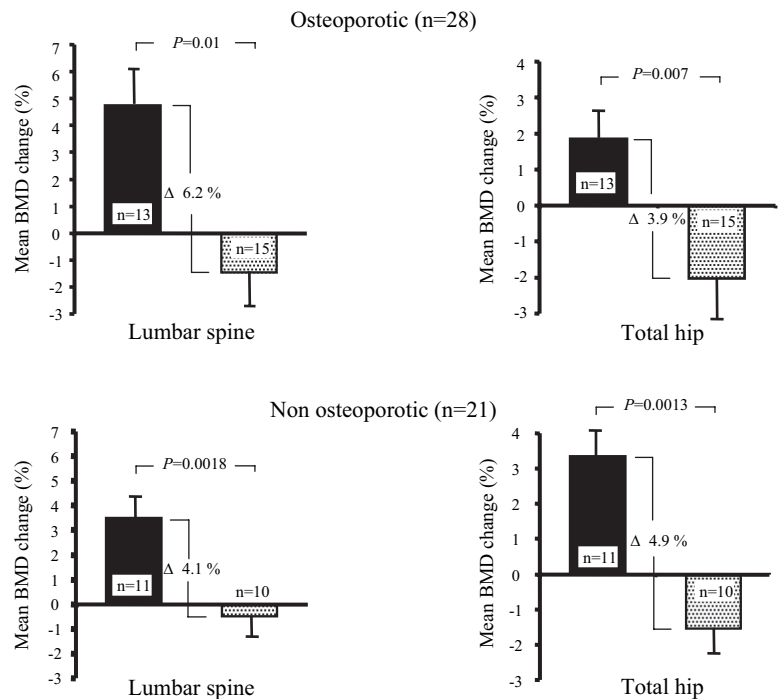 Osteoporotic (n=28)
Mean BMD change (%)
7
6
5
4
3
2
1
0
-1
-2
-3
P=0.01
Δ 6.2 %
n=13
n=15
Lumbar spine
Mean BMD change (%)
4
3
2
1
0
-1
-2
-3
P=0.007
n=13
Δ 3.9 %
n=15
Total hip
Non osteoporotic (n=21)
Mean BMD change (%)
7
6
5
4
3
2
1
0
-1
-2
-3
P=0.0018
n=11
Δ 4.1 %
n=10
Lumbar spine
Mean BMD change (%)
4
3
2
1
0
-1
-2
-3
P=0.0013
Δ 4.9 %
n=11
n=10
Total hip